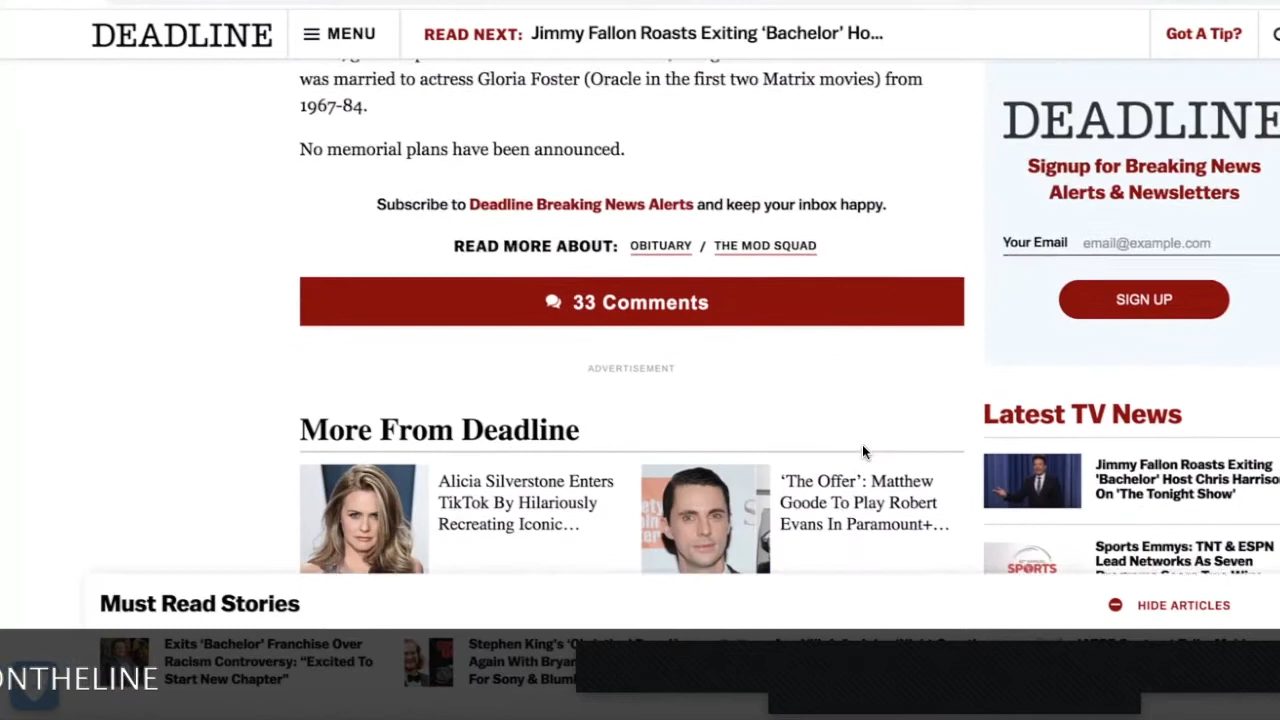 DEADLINE
MENU
READ NEXT: Jimmy Fallon Roasts Exiting ‘Bachelor’ Ho...
Got A Tip?
was married to actress Gloria Foster (Oracle in the first two Matrix movies) from
1967-84.
No memorial plans have been announced.
Subscribe to Deadline Breaking News Alerts and keep your inbox happy.
READ MORE ABOUT: OBITUARY / THE MOD SQUAD
33 Comments
ADVERTISEMENT
More From Deadline
Alicia Silverstone Enters
TikTok By Hilariously
Recreating Iconic…
‘The Offer’: Matthew
Goode To Play Robert
Evans In Paramount+…
DEADLINE
Signup for Breaking News
Alerts & Newsletters
Your Email email@example.com
SIGN UP
Latest TV News
Jimmy Fallon Roasts Exiting
'Bachelor' Host Chris Harriso
On 'The Tonight Show'
Sports Emmys: TNT & ESPN
Lead Networks As Seven
SPORTS
Must Read Stories
HIDE ARTICLES
Exits ‘Bachelor’ Franchise Over
Racism Controversy: “Excited To
Start New Chapter”
Stephen King’s
Again With Bryan
For Sony & Blum
ONTHELINE